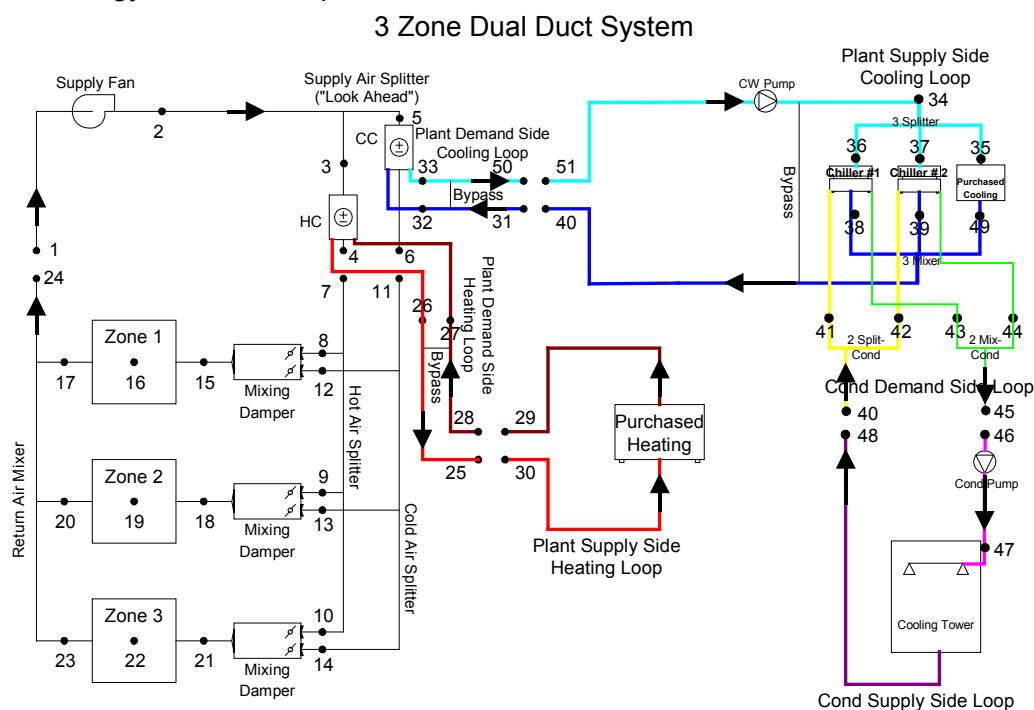 3 Zone Dual Duct System
Supply Fan
2
Supply Air Splitter
("Look Ahead")
5
CC
±
3
HC
±
4
6
7
11
1
24
Plant Demand Side
Cooling Loop
33
50
51
Bypass
32
31
40
CW Pump
Plant Supply Side
Cooling Loop
34
3 Splitter
36
37
35
Bypass
Chiller #1
Chiller # 2
Purchased
Cooling
38
39
49
3 Mixer
41
42
43
44
2 Split-
Cond
2 Mix-
Cond
Cond Demand Side Loop
40
45
48
46
Cond Pump
47
Cooling Tower
Cond Supply Side Loop
Plant Demand Side
Heating Loop
26
27
Bypass
28
29
25
30
Purchased
Heating
Plant Supply Side
Heating Loop
Zone 1
17
16
15
8
12
Mixing
Damper
Hot Air Splitter
Zone 2
20
19
18
9
13
Mixing
Damper
Cold Air Splitter
Return Air Mixer
Zone 3
23
22
21
10
14
Mixing
Damper